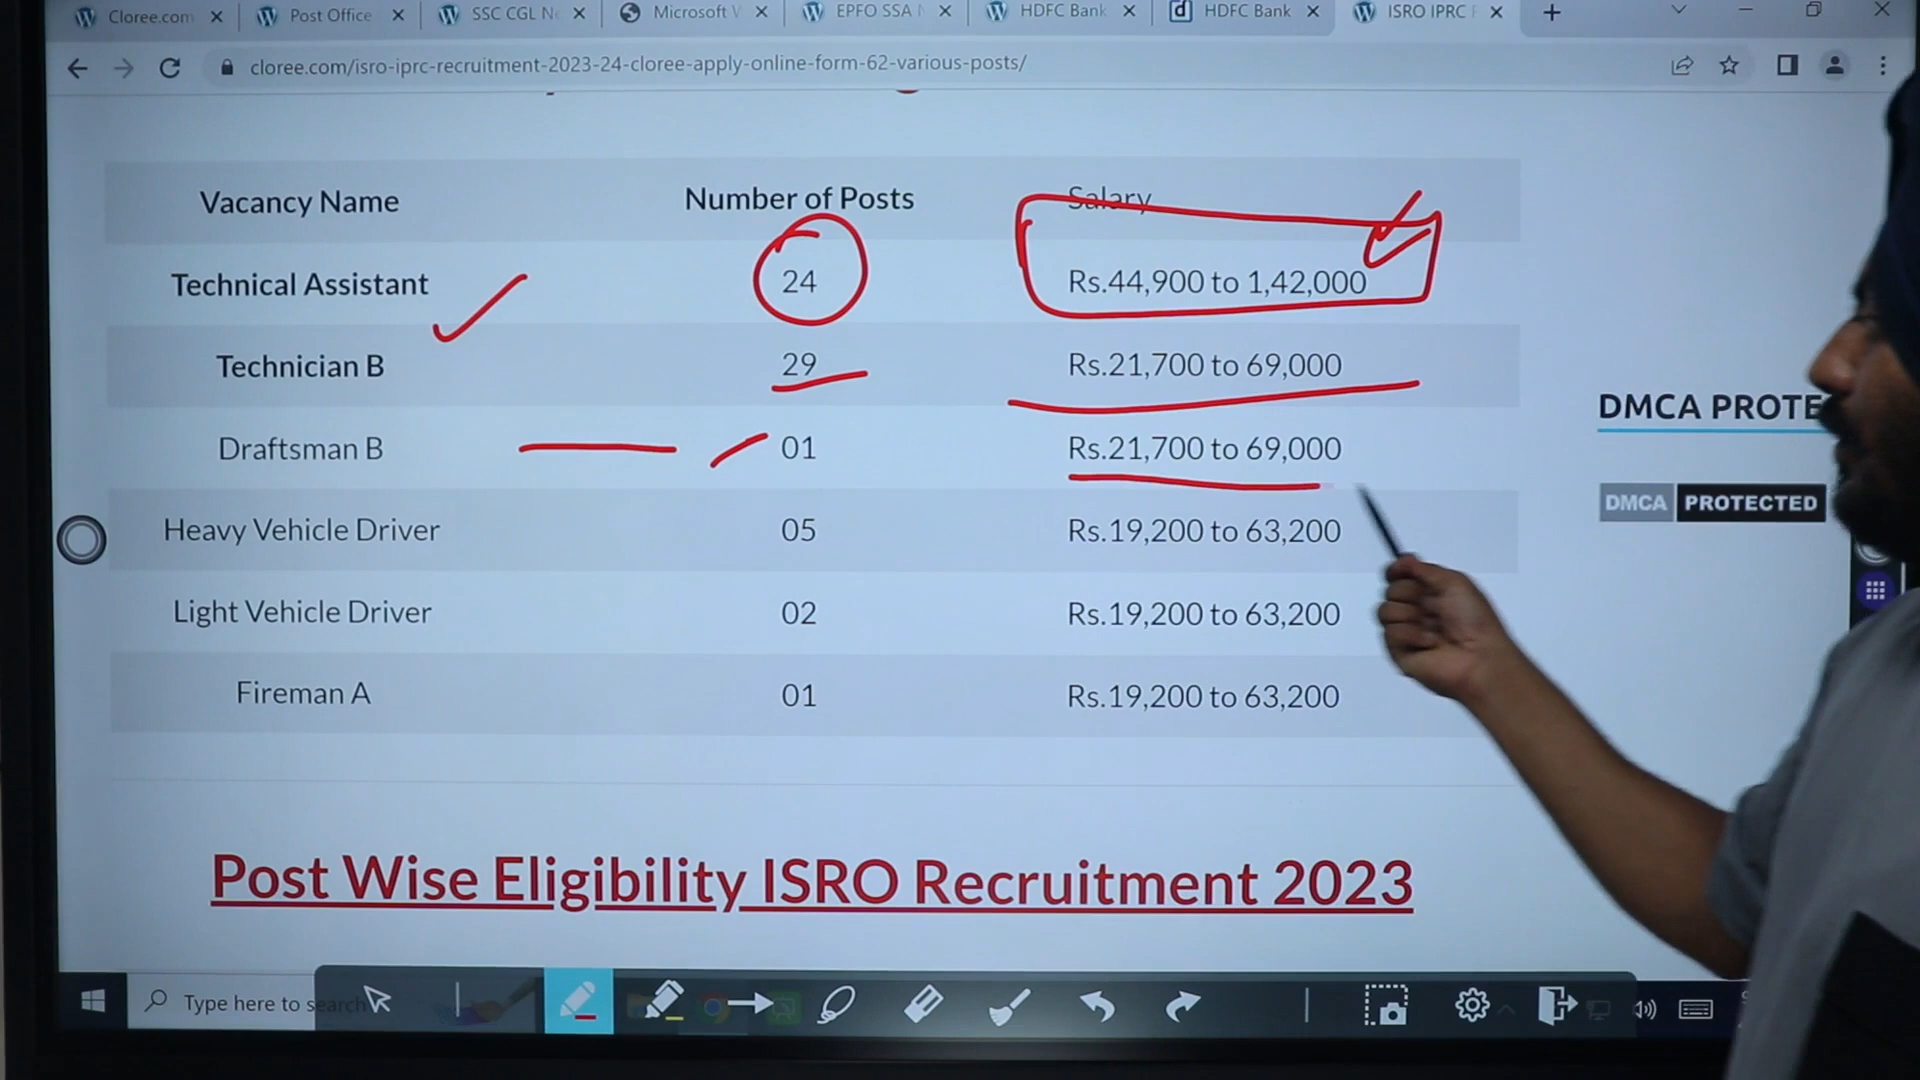 Cloree.com
Post Office
SSC CGL
Microsoft
EPFO SSA
HDFC Bank
HDFC Bank
ISRO IPRC
cloree.com/isro-iprc-recruitment-2023-24-cloree-apply-online-form-62-various-posts/
Vacancy Name Number of Posts Salary
Technical Assistant 24 Rs.44,900 to 1,42,000
Technician B 29 Rs.21,700 to 69,000
Draftsman B 01 Rs.21,700 to 69,000
Heavy Vehicle Driver 05 Rs.19,200 to 63,200
Light Vehicle Driver 02 Rs.19,200 to 63,200
Fireman A 01 Rs.19,200 to 63,200
DMCA PROTE
DMCA PROTECTED
Post Wise Eligibility ISRO Recruitment 2023
Type here to search